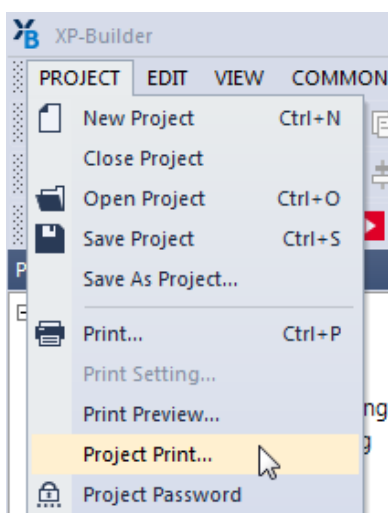 XP-Builder
PROJECT EDIT VIEW COMMON
New Project Ctrl+N
Close Project
Open Project Ctrl+O
Save Project Ctrl+S
Save As Project...
Print... Ctrl+P
Print Setting...
Print Preview...
Project Print...
Project Password